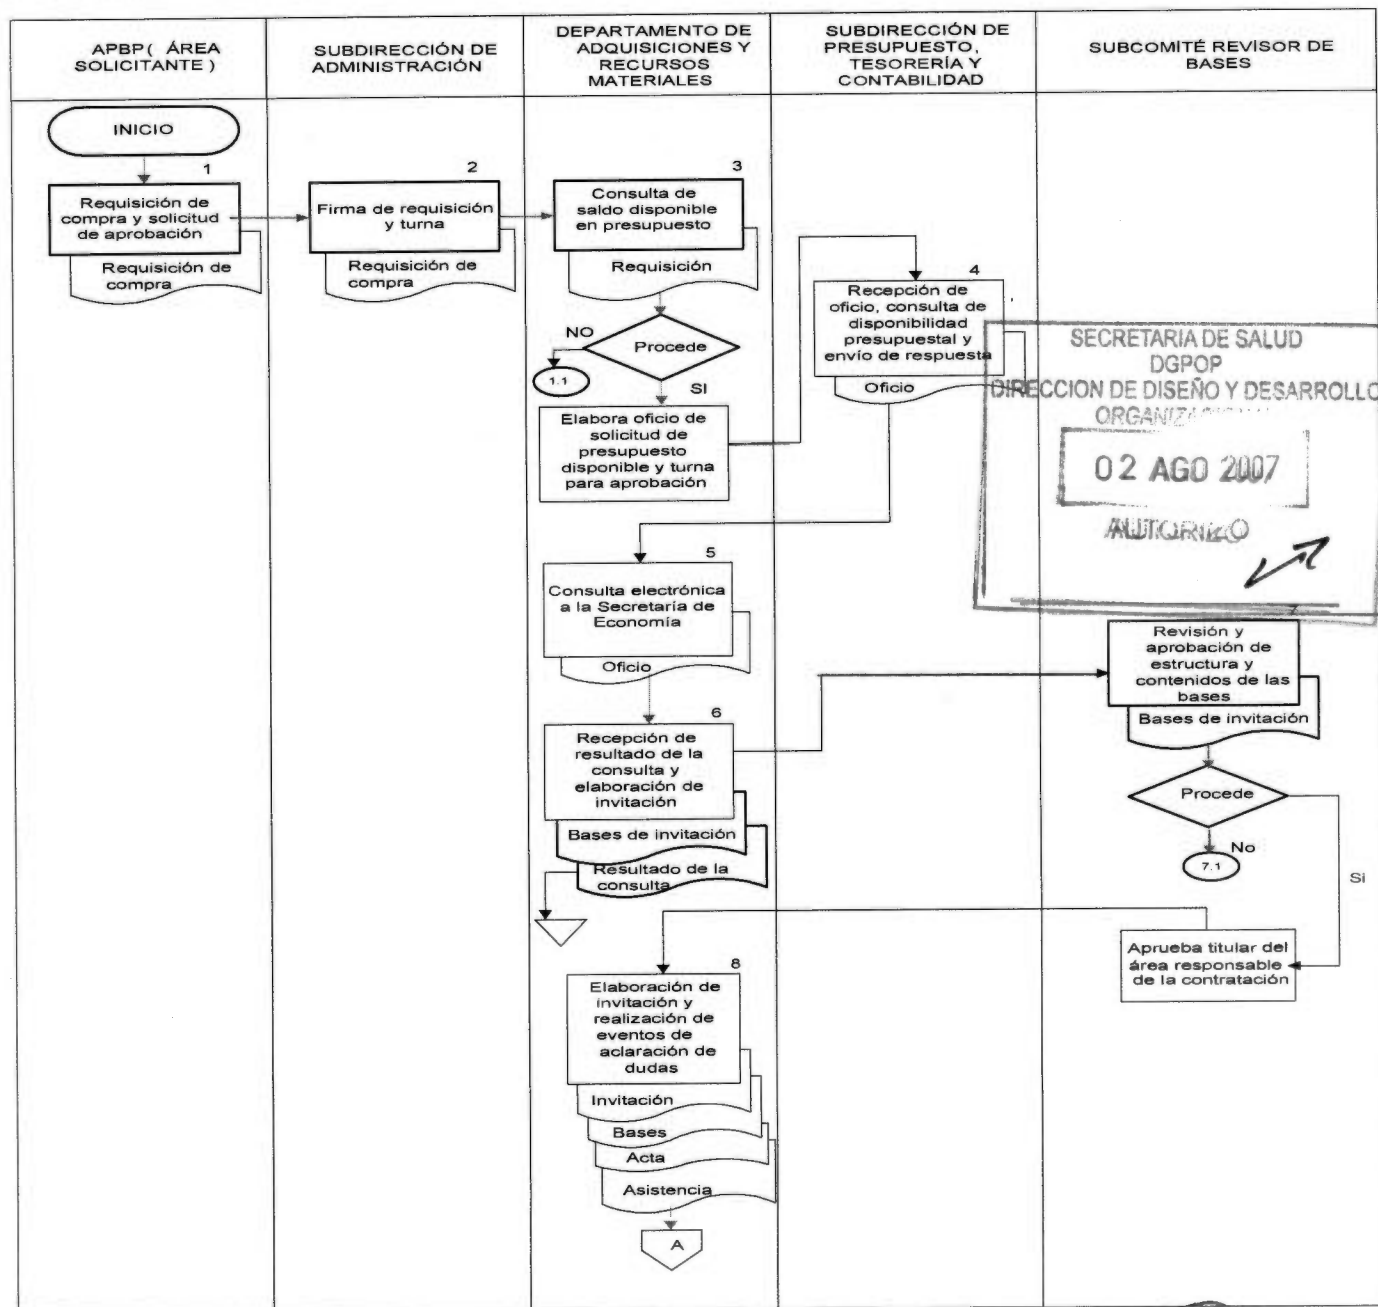 APBP( ÁREA
SOLICITANTE )
SUBDIRECCIÓN DE
ADMINISTRACIÓN
DEPARTAMENTO DE
ADQUISICIONES Y
RECURSOS
MATERIALES
SUBDIRECCIÓN DE
PRESUPUESTO,
TESORERÍA Y
CONTABILIDAD
SUBCOMITÉ REVISOR DE
BASES
INICIO
1
Requisición de
compra y solicitud
de aprobación
Requisición de
compra
2
Firma de requisición
y turna
Requisición de
compra
3
Consulta de
saldo disponible
en presupuesto
Requisición
NO
Procede
1.1
SI
Elabora oficio de
solicitud de
presupuesto
disponible y turna
para aprobación
4
Recepción de
oficio, consulta de
disponibilidad
presupuestal y
envío de respuesta
Oficio
SECRETARIA DE SALUD
DGPOP
DIRECCION DE DISEÑO Y DESARROLLO
02 AGO 2007
AUTORIZO
5
Consulta electrónica
a la Secretaría de
Economía
Oficio
6
Recepción de
resultado de la
consulta y
elaboración de
invitación
Bases de invitación
Resultado de la
consulta
7
Revisión y
aprobación de
estructura y
contenidos de las
bases
Bases de invitación
Procede
No
7.1
Si
Aprueba titular del
área responsable
de la contratación
8
Elaboración de
invitación y
realización de
eventos de
aclaración de
dudas
Invitación
Bases
Acta
Asistencia
A